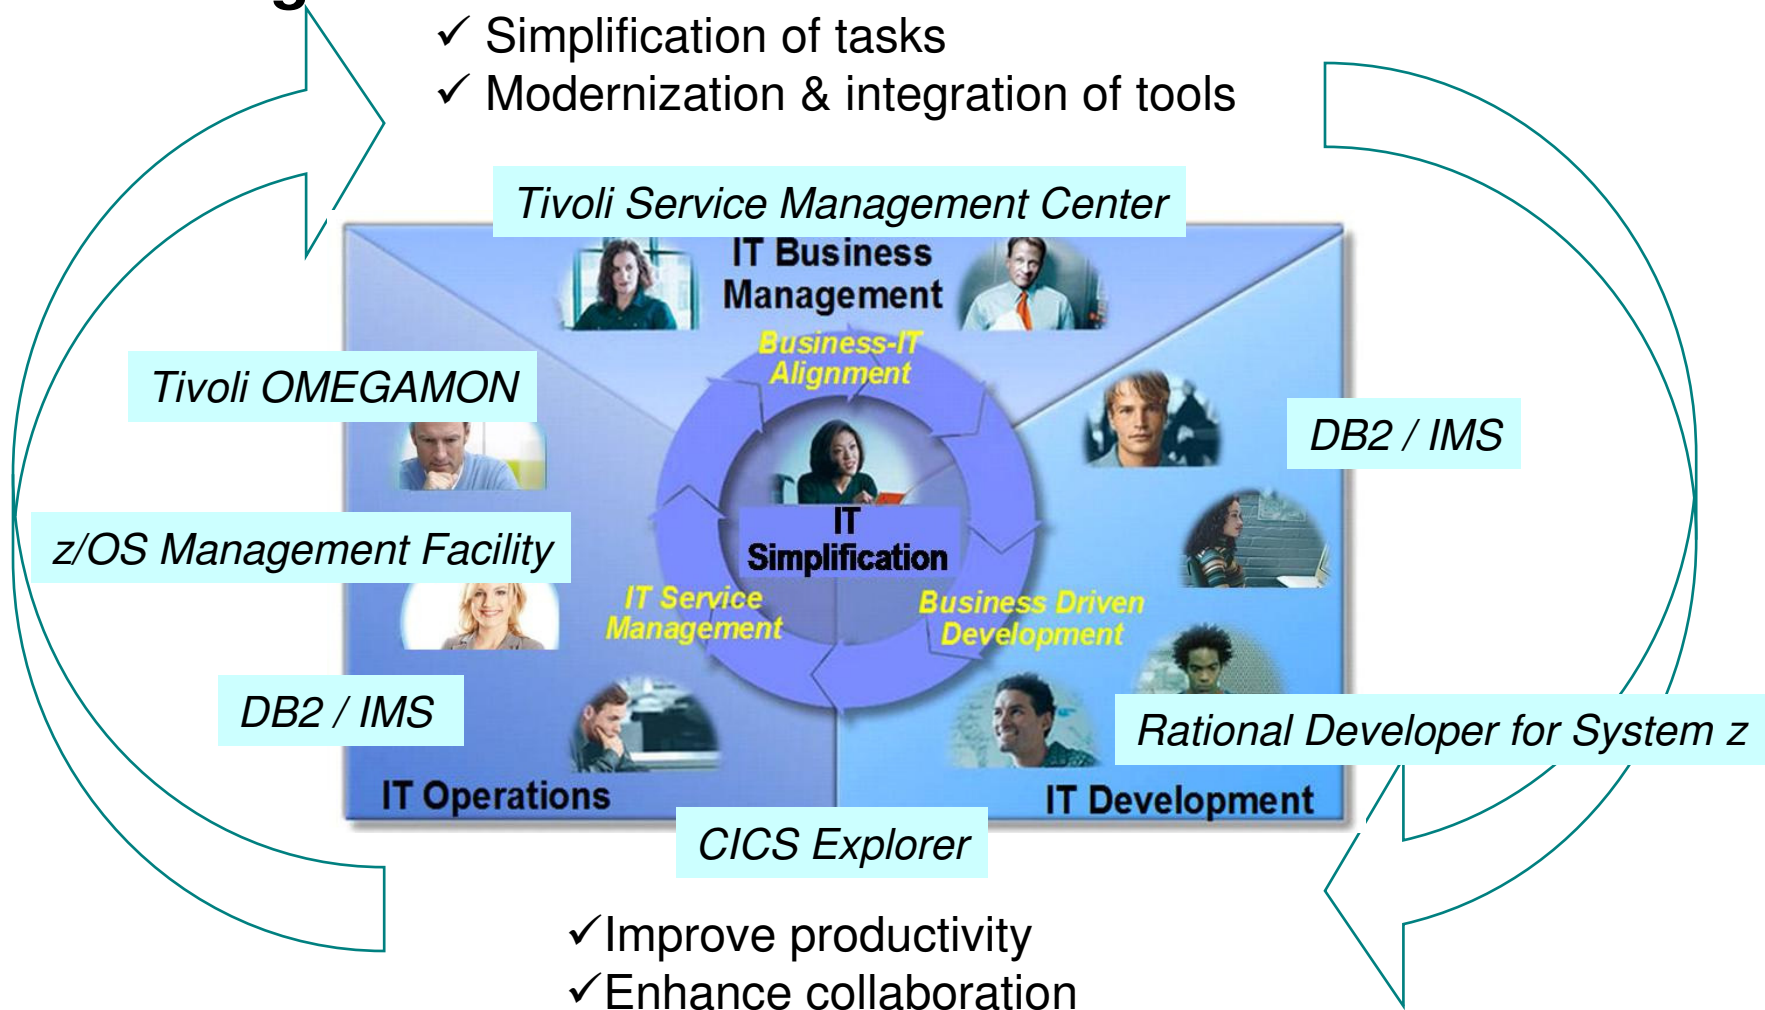 ✓ Simplification of tasks
✓ Modernization & integration of tools
Tivoli Service Management Center
IT Business
Management
Business-IT
Alignment
Tivoli OMEGAMON
DB2 / IMS
z/OS Management Facility
IT
Simplification
IT Service
Management
Business Driven
Development
DB2 / IMS
Rational Developer for System z
IT Operations
IT Development
CICS Explorer
✓Improve productivity
✓Enhance collaboration